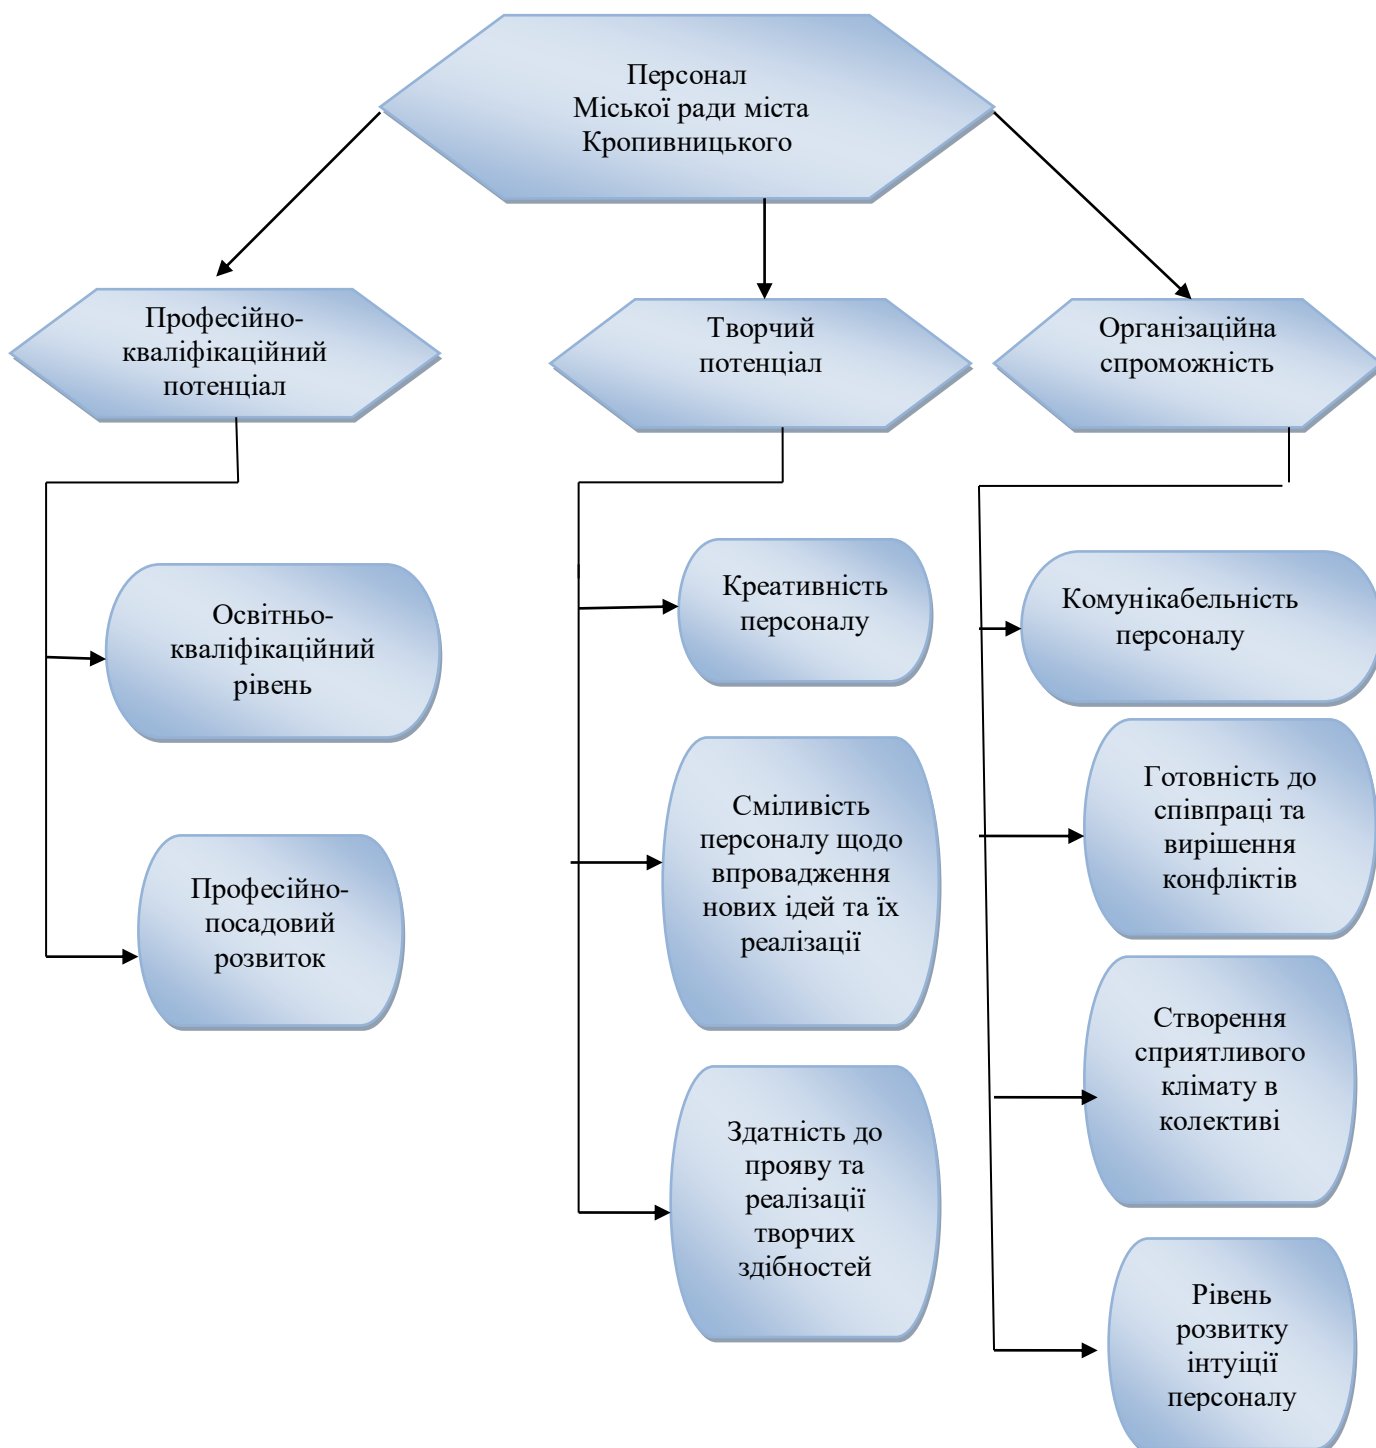 Персонал
Міської ради міста
Кропивницького
Професійно-
кваліфікаційний
потенціал
Творчий
потенціал
Організаційна
спроможність
Освітньо-
кваліфікаційний
рівень
Професійно-
посадовий
розвиток
Креативність
персоналу
Сміливість
персоналу щодо
впровадження
нових ідей та їх
реалізації
Здатність до
прояву та
реалізації
творчих
здібностей
Комунікабельність
персоналу
Готовність до
співпраці та
вирішення
конфліктів
Створення
сприятливого
клімату в
колективі
Рівень
розвитку
інтуіції
персоналу